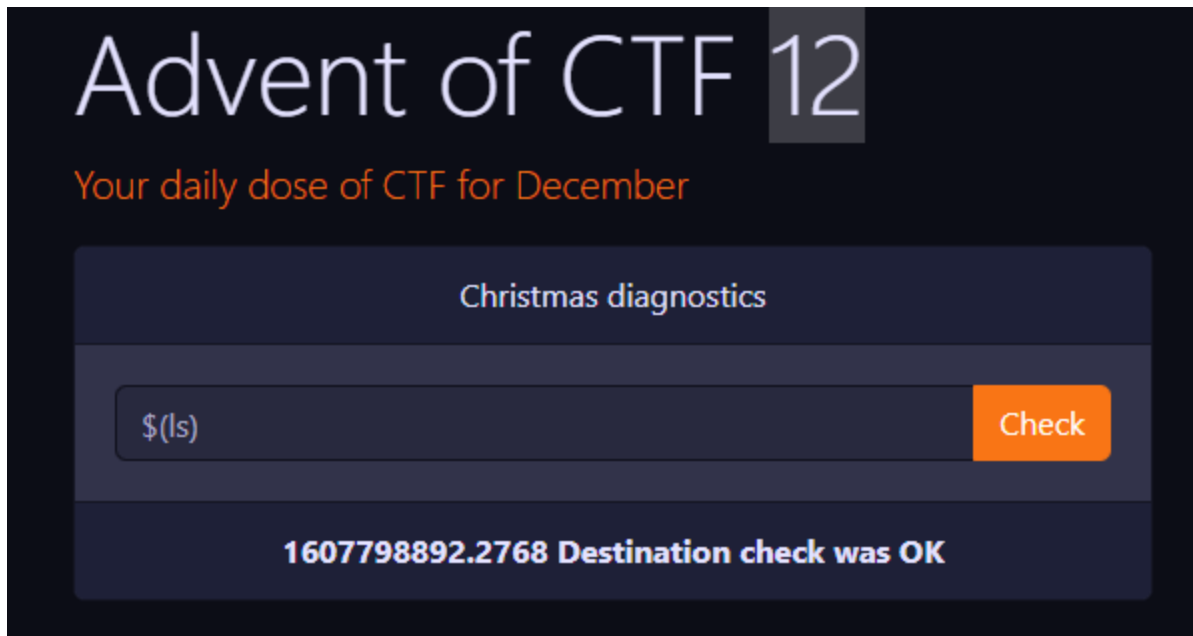 Advent of CTF 12
Your daily dose of CTF for December
Christmas diagnostics
$(ls)
Check
1607798892.2768 Destination check was OK